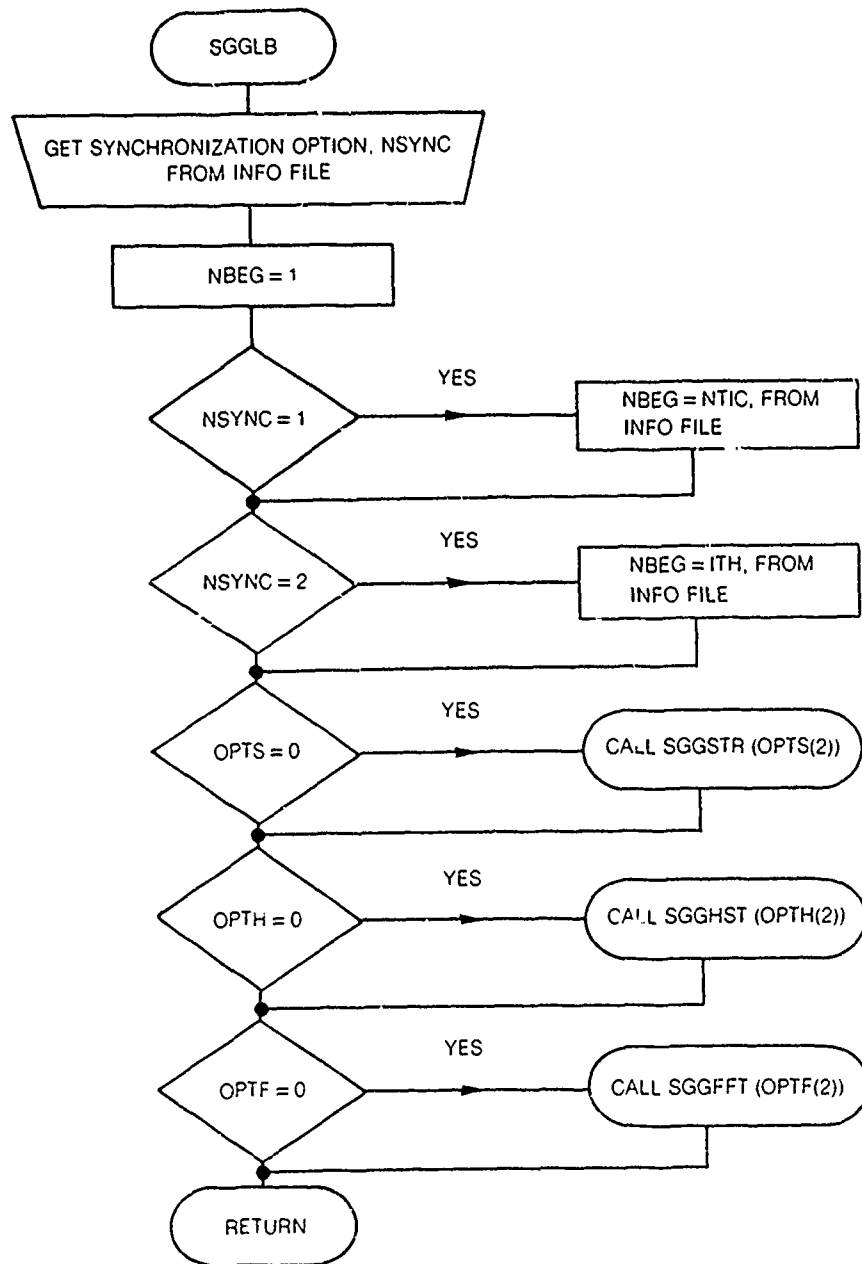 SGGLB
GET SYNCHRONIZATION OPTION, NSYNC
FROM INFO FILE
NBEG = 1
NSYNC = 1
YES
NBEG = NTIC, FROM
INFO FILE
NSYNC = 2
YES
NBEG = ITH, FROM
INFO FILE
OPTS = 0
YES
CALL SGGSTR (OPTS(2))
OPTH = 0
YES
CALL SGGHST (OPTH(2))
OPTF = 0
YES
CALL SGGFFT (OPTF(2))
RETURN